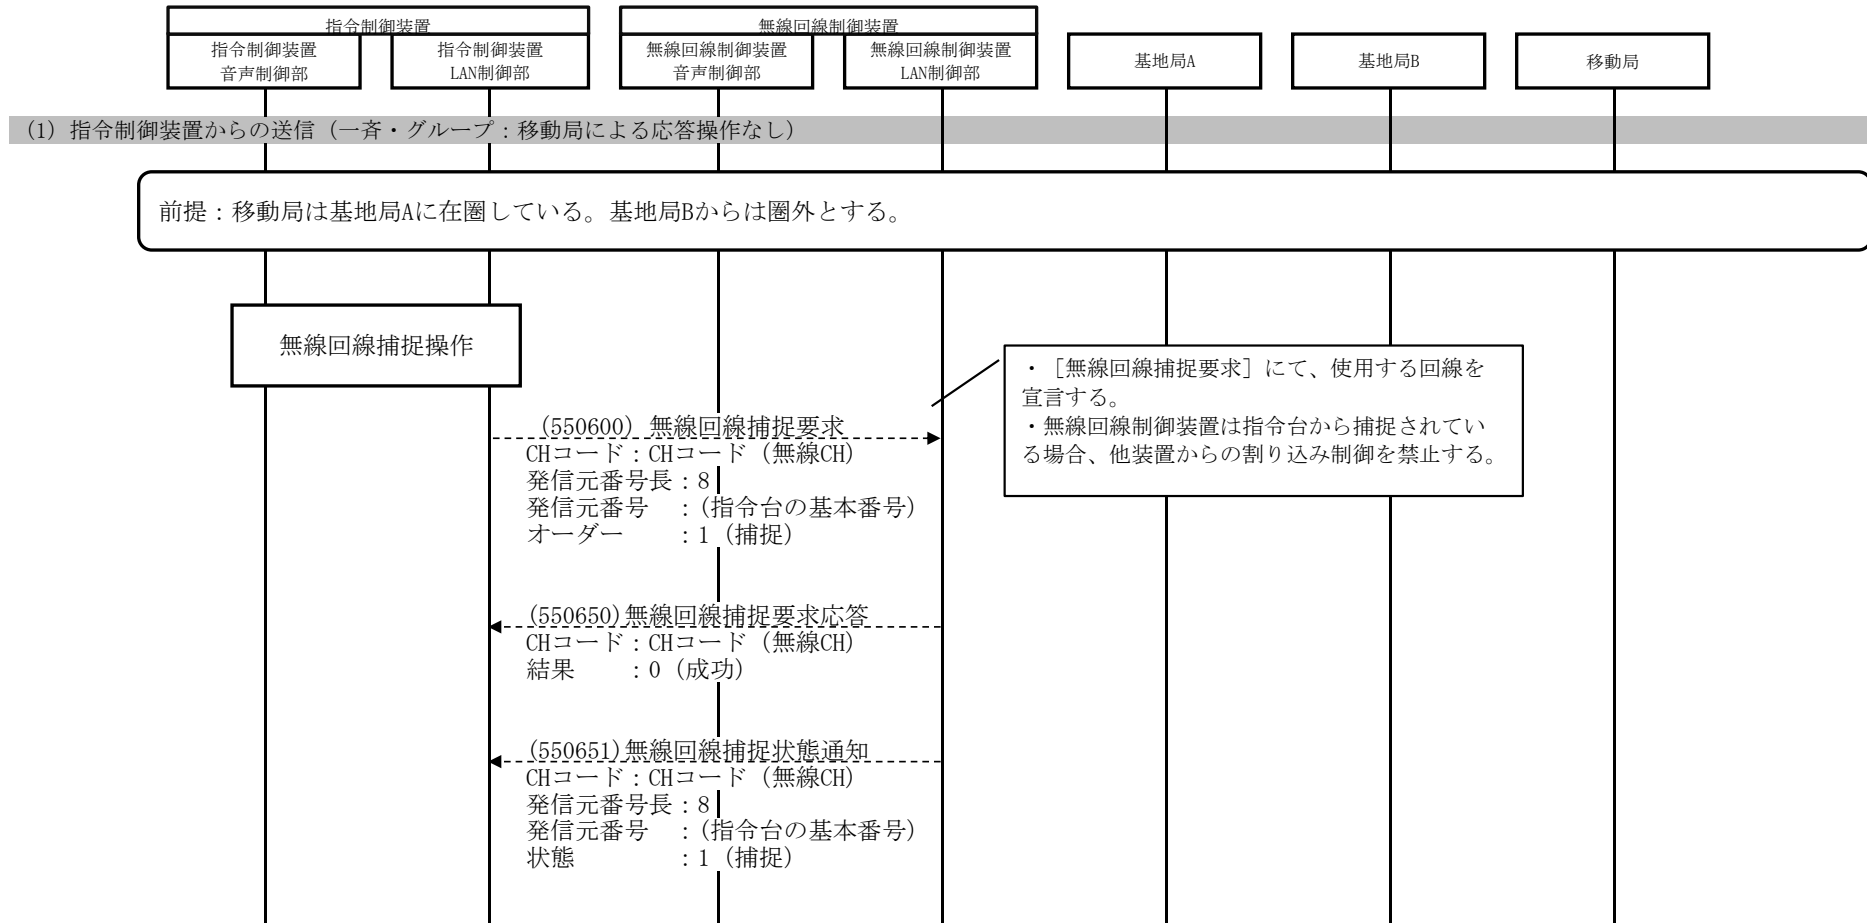 指令制御装置
無線回線制御装置
指令制御装置
音声制御部
指令制御装置
LAN制御部
無線回線制御装置
音声制御部
無線回線制御装置
LAN制御部
基地局A
基地局B
移動局
(1) 指令制御装置からの送信（一斉・グループ：移動局による応答操作なし）
前提：移動局は基地局Aに在圏している。基地局Bからは圏外とする。
無線回線捕捉操作
・［無線回線捕捉要求］にて、使用する回線を
宣言する。
・無線回線制御装置は指令台から捕捉されてい
る場合、他装置からの割り込み制御を禁止する。
(550600) 無線回線捕捉要求
CHコード：CHコード（無線CH）
発信元番号長：8
発信元番号　：(指令台の基本番号)
オーダー　　：1（捕捉）
(550650)無線回線捕捉要求応答
CHコード：CHコード（無線CH）
結果　　：0（成功）
(550651)無線回線捕捉状態通知
CHコード：CHコード（無線CH）
発信元番号長：8
発信元番号　：(指令台の基本番号)
状態　　　　：1（捕捉）